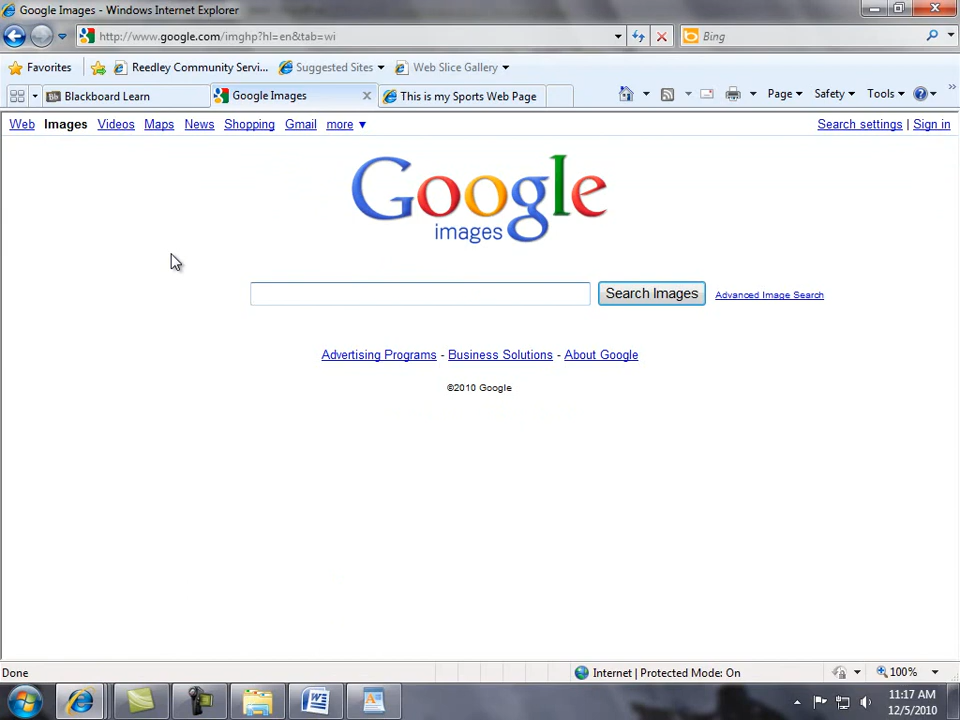 Google Images - Windows Internet Explorer
http://www.google.com/imghp?hl=en&tab=wi
Bing
Favorites
Reedley Community Servi...
Suggested Sites
Web Slice Gallery
Blackboard Learn
Google Images
This is my Sports Web Page
Page
Safety
Tools
Web Images Videos Maps News Shopping Gmail more ▼
Search settings | Sign in
Google
images
Search Images
Advanced Image Search
Advertising Programs - Business Solutions - About Google
©2010 Google
Done
Internet | Protected Mode: On
100%
11:17 AM
12/5/2010